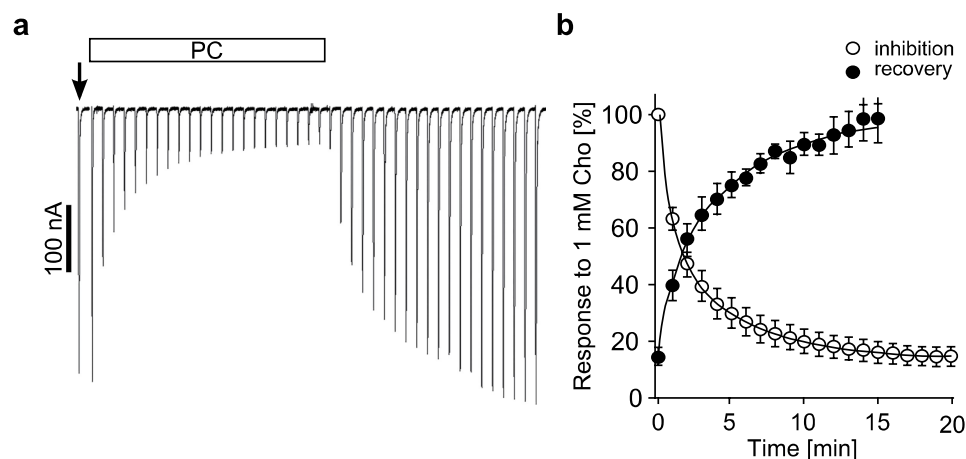 a
PC
100 nA
b
inhibition
recovery
Response to 1 mM Cho [%]
100
80
60
40
20
0
0 5 10 15 20
Time [min]